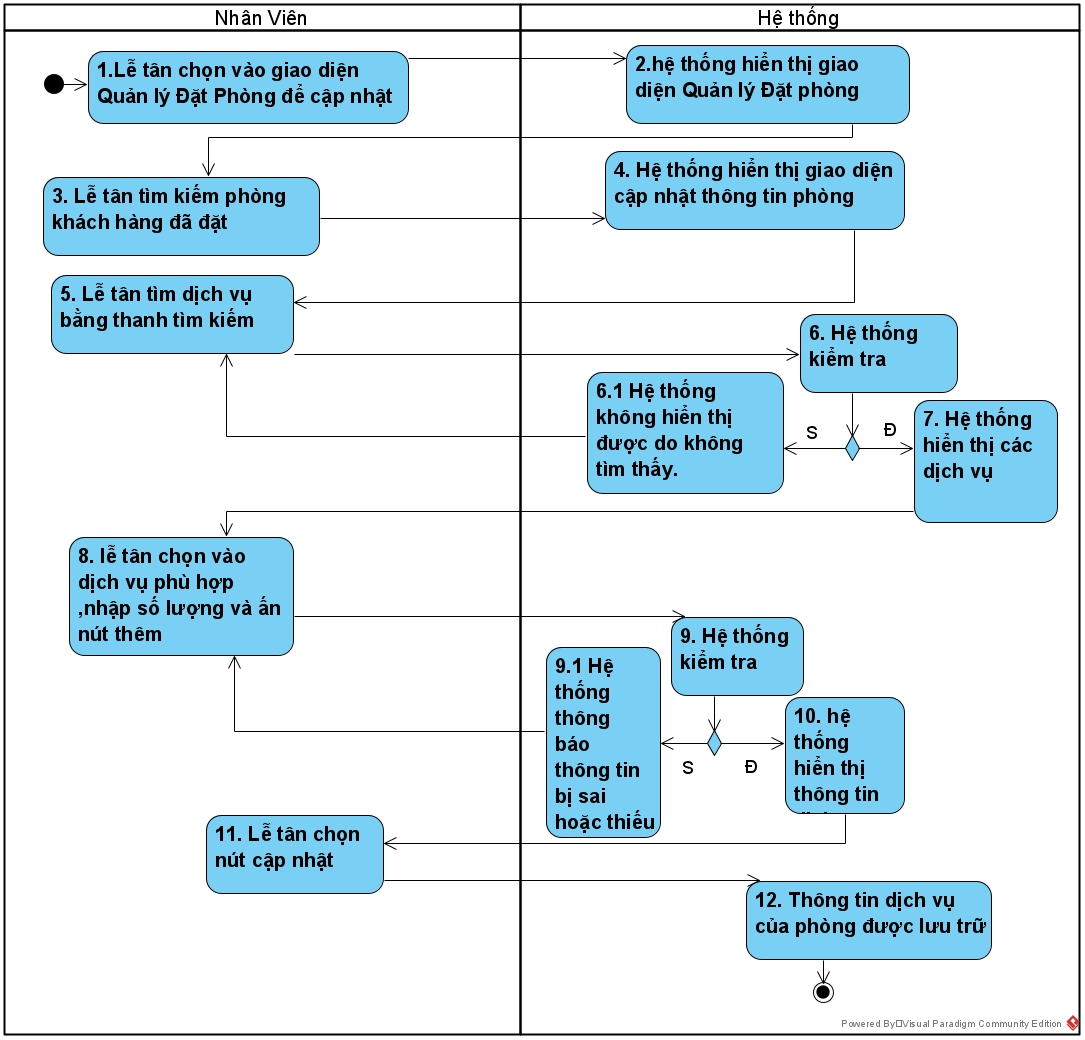 Nhân Viên
Hệ thống
1.Lễ tân chọn vào giao diện
Quản lý Đặt Phòng để cập nhật
2.hệ thống hiển thị giao
diện Quản lý Đặt phòng
3. Lễ tân tìm kiếm phòng
khách hàng đã đặt
4. Hệ thống hiển thị giao diện
cập nhật thông tin phòng
5. Lễ tân tìm dịch vụ
bằng thanh tìm kiếm
6. Hệ thống
kiểm tra
6.1 Hệ thống
không hiển thị
được do không
tìm thấy.
S
Đ
7. Hệ thống
hiển thị các
dịch vụ
8. lễ tân chọn vào
dịch vụ phù hợp
,nhập số lượng và ấn
nút thêm
9. Hệ thống
kiểm tra
9.1 Hệ
thống
thông
báo
thông tin
bị sai
hoặc thiếu
S
Đ
10. hệ
thống
hiển thị
thông tin
11. Lễ tân chọn
nút cập nhật
12. Thông tin dịch vụ
của phòng được lưu trữ
Powered By Visual Paradigm Community Edition